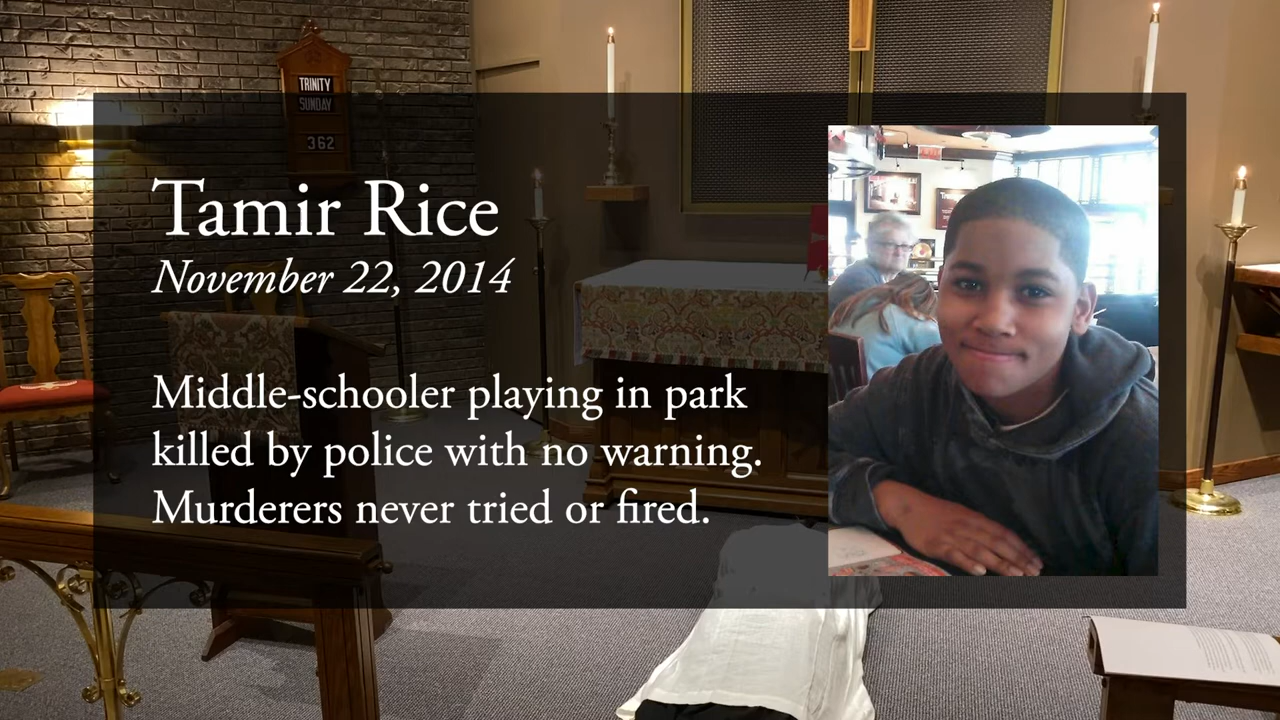 TRINITY
SUNDAY
362
Tamir Rice
November 22, 2014
Middle-schooler playing in park
killed by police with no warning.
Murderers never tried or fired.